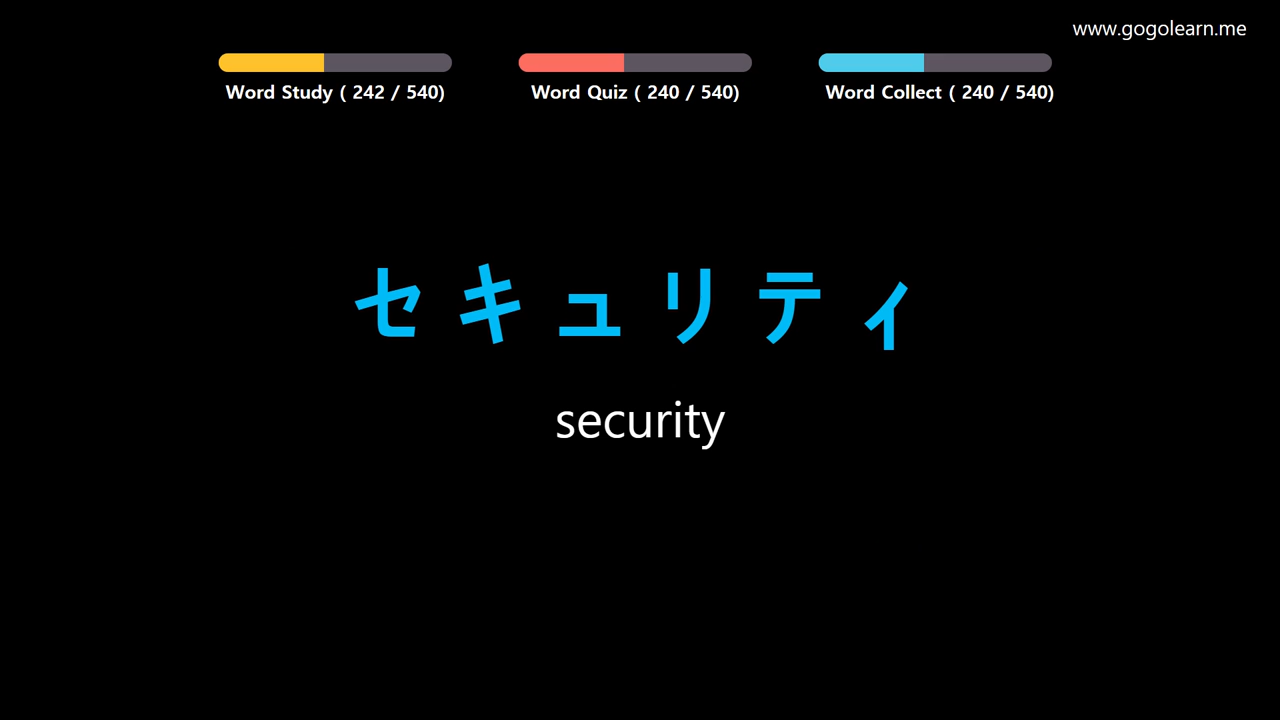 www.gogolearn.me
Word Study ( 242 / 540)
Word Quiz ( 240 / 540)
Word Collect ( 240 / 540)
セキュリティ
security